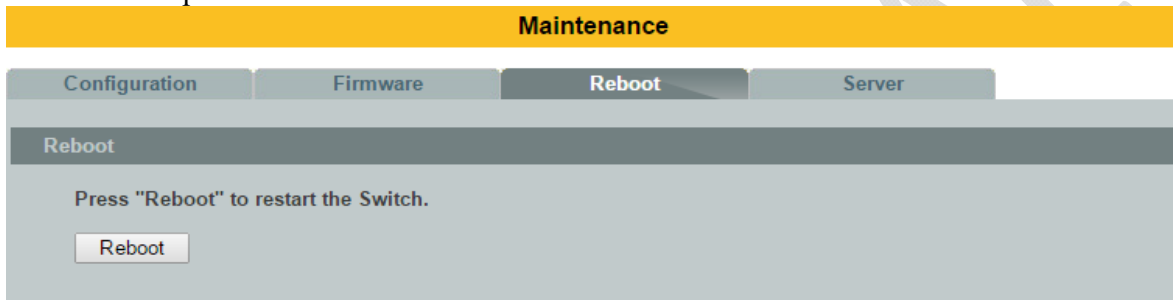 Maintenance
Configuration Firmware Reboot Server
Reboot
Press "Reboot" to restart the Switch.
Reboot